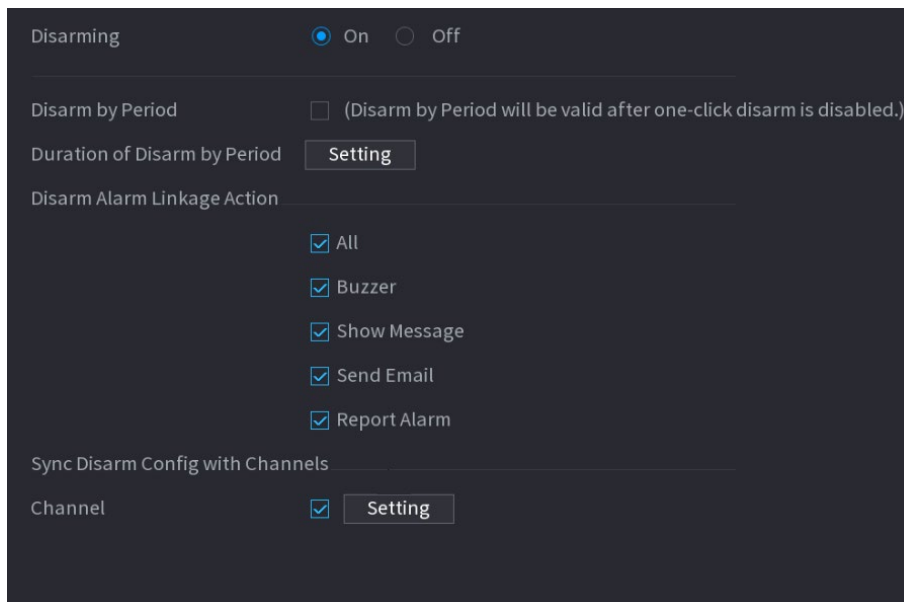 Disarming On Off
Disarm by Period (Disarm by Period will be valid after one-click disarm is disabled.)
Duration of Disarm by Period Setting
Disarm Alarm Linkage Action
All
Buzzer
Show Message
Send Email
Report Alarm
Sync Disarm Config with Channels
Channel Setting